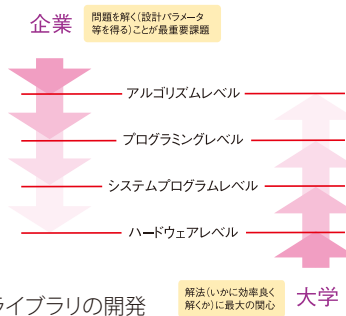 企業
問題を解く(設計パラメータ
等を得る)ことが最重要課題
アルゴリズムレベル
プログラミングレベル
システムプログラムレベル
ハードウェアレベル
解法(いかに効率良く
解くか)に最大の関心
大学
ライブラリの開発